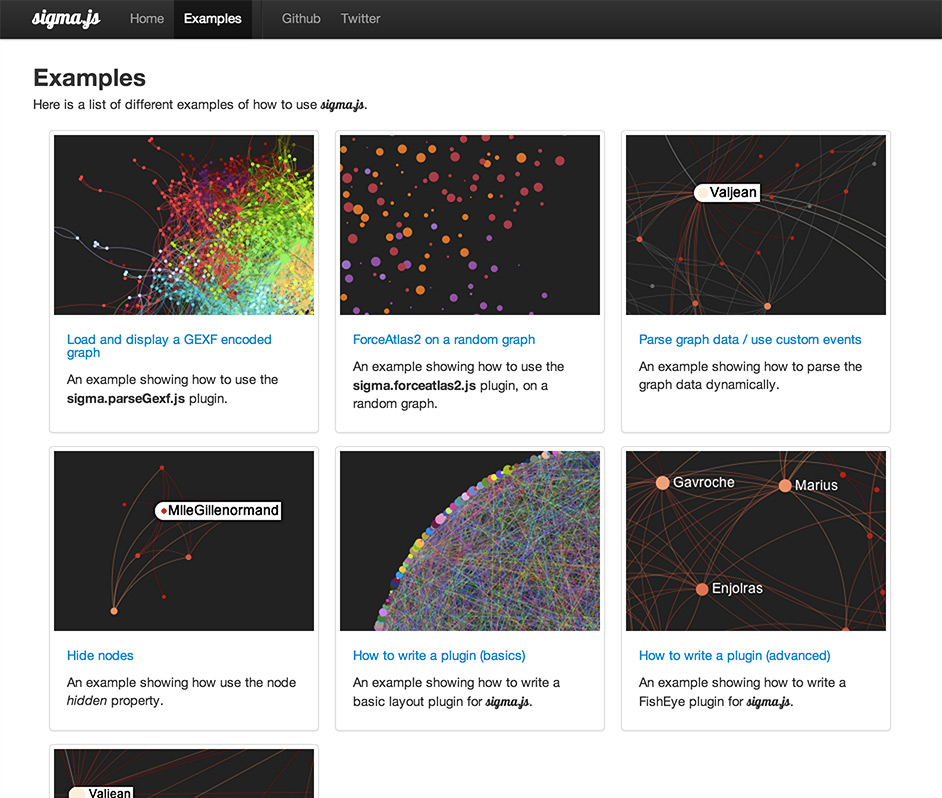 sigma.js Home Examples Github Twitter
Examples
Here is a list of different examples of how to use sigma.js.
Valjean
Load and display a GEXF encoded
graph
An example showing how to use the
sigma.parseGexf.js plugin.
ForceAtlas2 on a random graph
An example showing how to use the
sigma.forceatlas2.js plugin, on a
random graph.
Parse graph data / use custom events
An example showing how to parse the
graph data dynamically.
MlleGillenormand
Gavroche
Marius
Enjolras
Hide nodes
An example showing how use the node
hidden property.
How to write a plugin (basics)
An example showing how to write a
basic layout plugin for sigma.js.
How to write a plugin (advanced)
An example showing how to write a
FishEye plugin for sigma.js.
Valjean